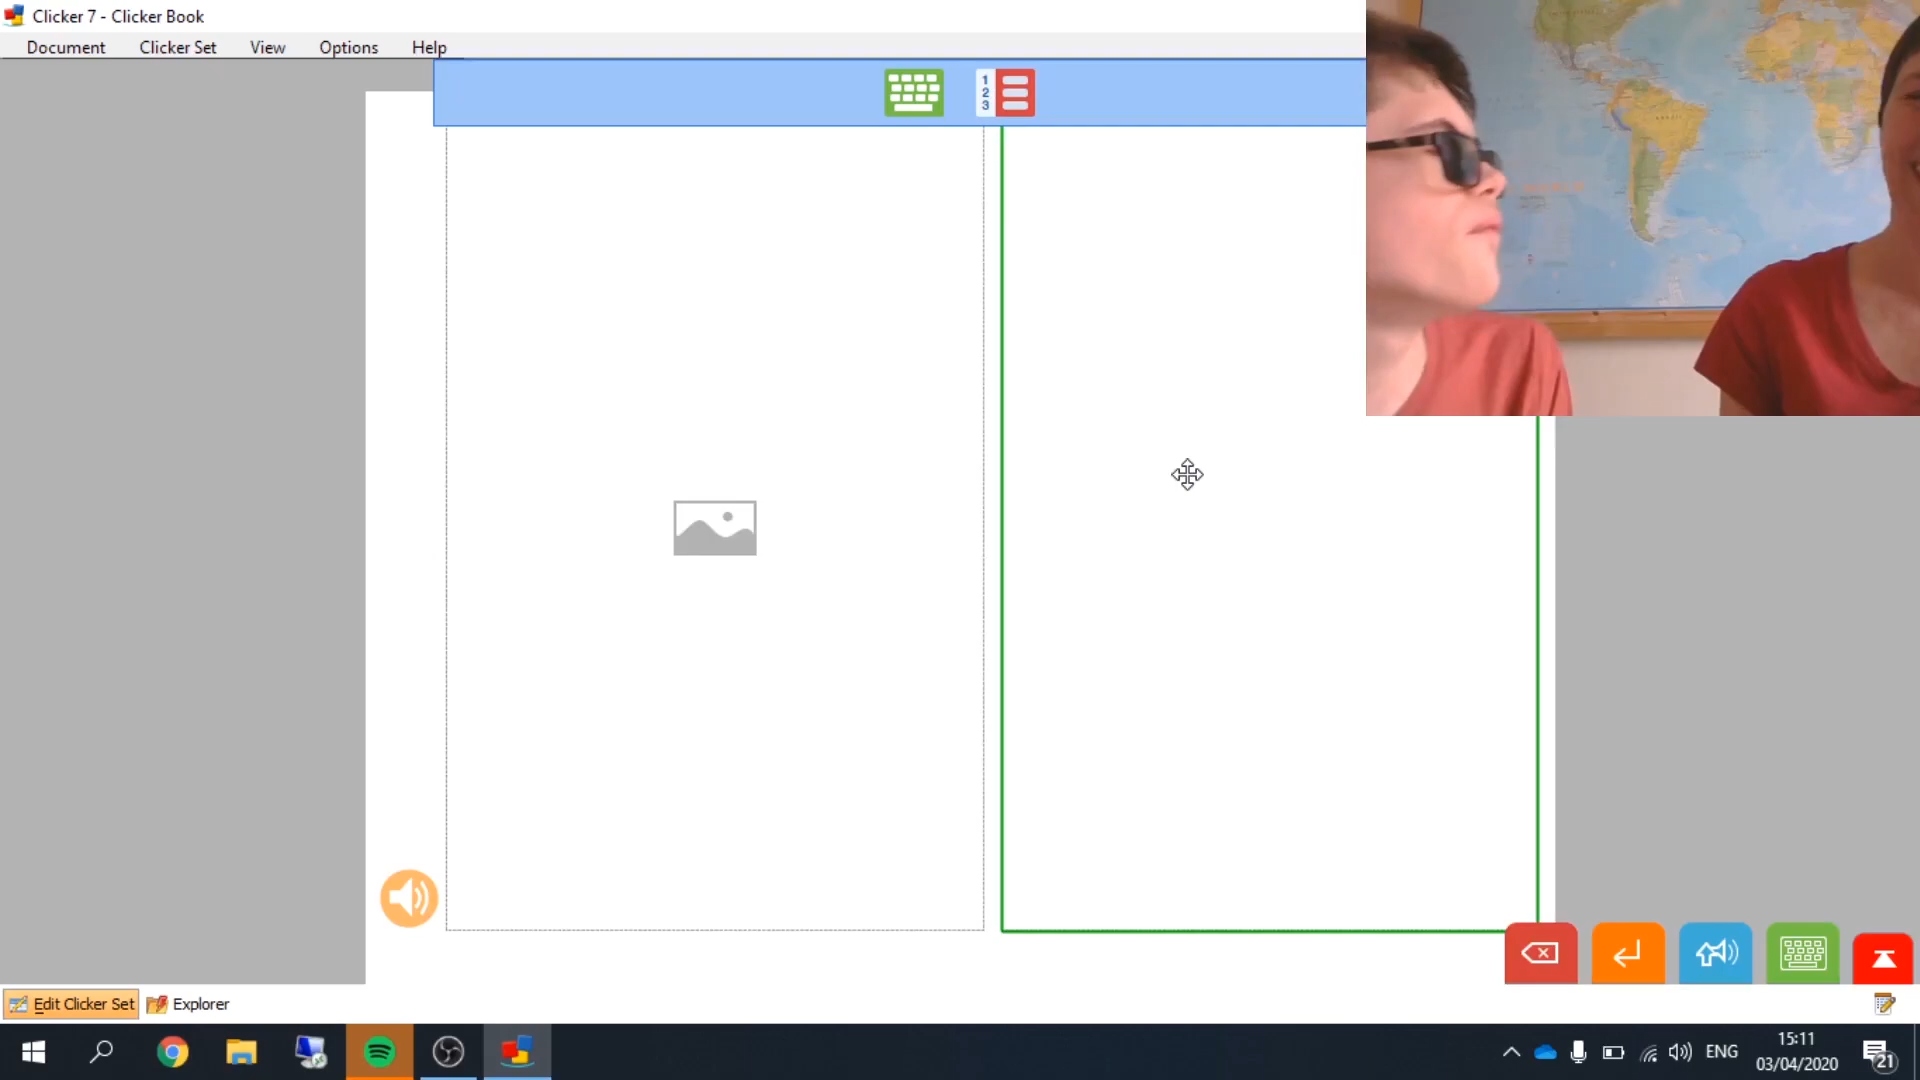 Clicker 7 - Clicker Book
Document Clicker Set View Options Help
1
2
3
Edit Clicker Set Explorer
ENG
15:11
03/04/2020
21